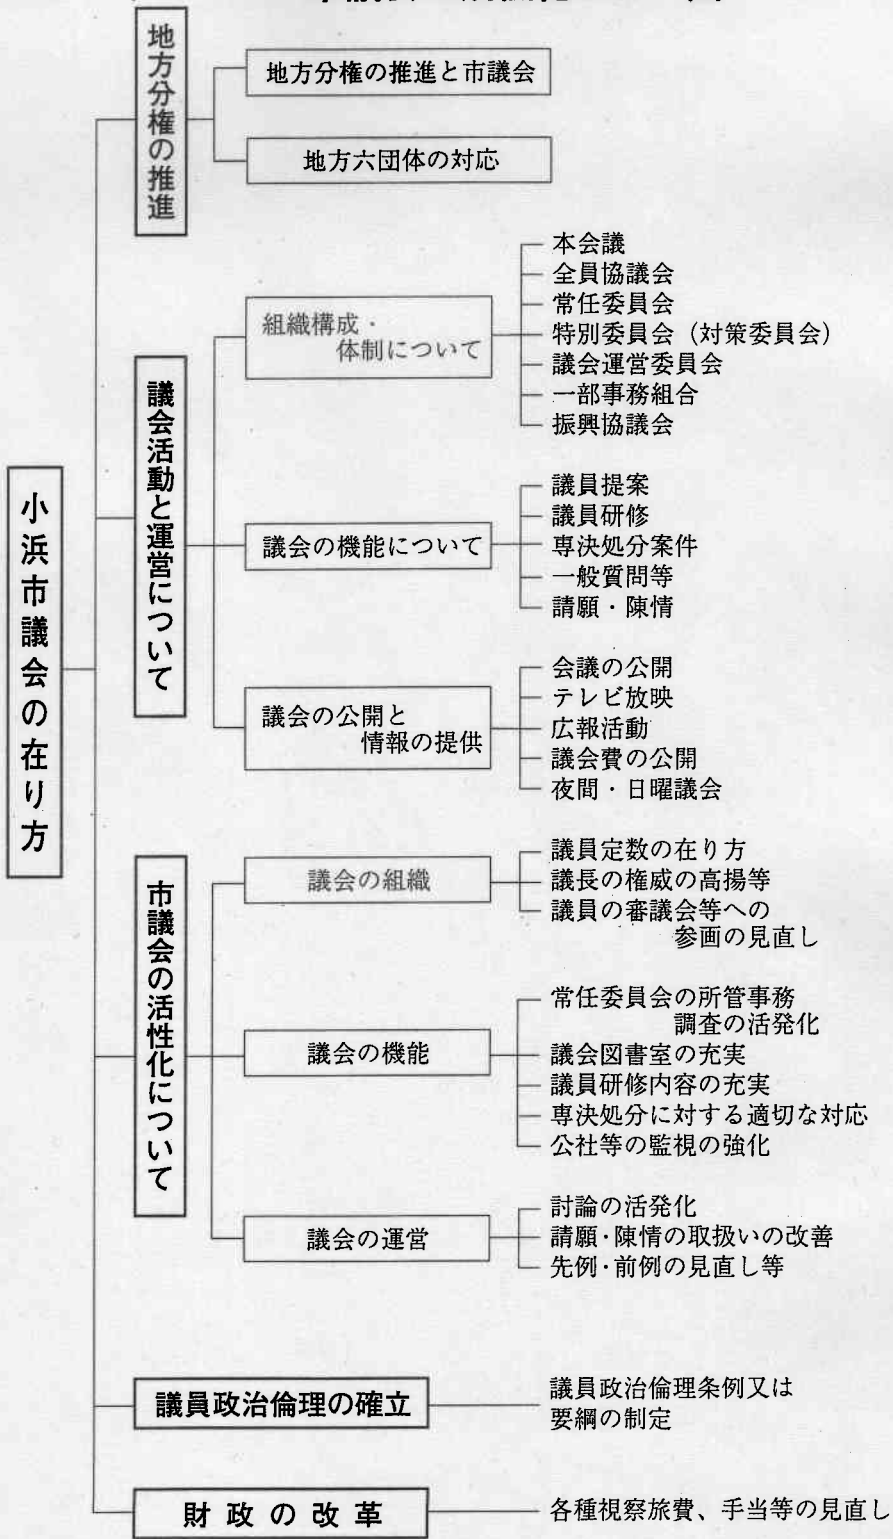 小浜市議会の在り方
地方分権の推進
地方分権の推進と市議会
地方六団体の対応
議会活動と運営について
組織構成・
体制について
本会議
全員協議会
常任委員会
特別委員会（対策委員会）
議会運営委員会
一部事務組合
振興協議会
議会の機能について
議員提案
議員研修
専決処分案件
一般質問等
請願・陳情
議会の公開と
情報の提供
会議の公開
テレビ放映
広報活動
議会費の公開
夜間・日曜議会
市議会の活性化について
議会の組織
議員定数の在り方
議長の権威の高揚等
議員の審議会等への
参画の見直し
議会の機能
常任委員会の所管事務
調査の活発化
議会図書室の充実
議員研修内容の充実
専決処分に対する適切な対応
公社等の監視の強化
議会の運営
討論の活発化
請願・陳情の取扱いの改善
先例・前例の見直し等
議員政治倫理の確立
議員政治倫理条例又は
要綱の制定
財政の改革
各種視察旅費、手当等の見直し